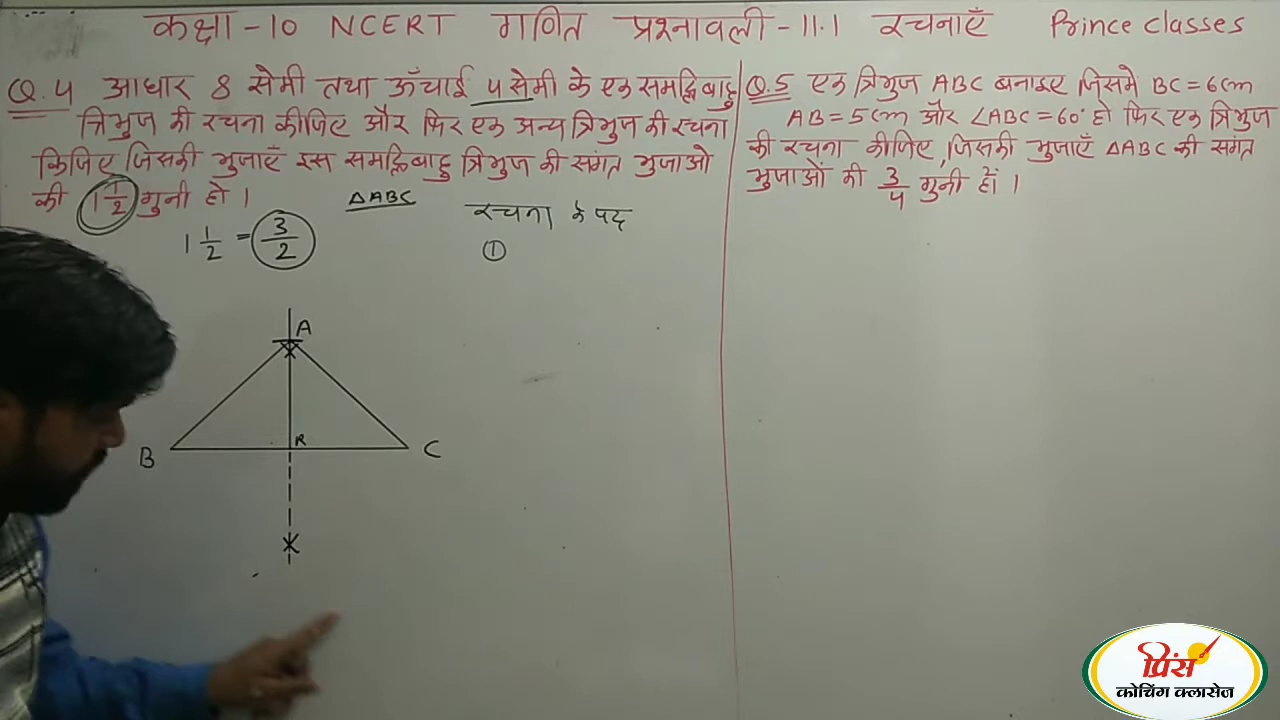 कक्षा -10 NCERT गणित प्रश्नावली -11.1 रचनाएँ Prince classes
Q.4 आधार 8 सेमी तथा ऊँचाई 4 सेमी के एक समद्विबाहु
त्रिभुज की रचना कीजिए और फिर एक अन्य त्रिभुज की रचना
किजिए जिसकी भुजाएँ इस समद्विबाहु त्रिभुज की संगत भुजाओ
की 1 1/2 गुनी हो ।
1 1/2 = 3/2
ΔABC
रचना के पद
①
A
R
B
C
Q.5 एक त्रिभुज ABC बनाइए जिसमे BC = 6cm
AB = 5cm और ∠ABC = 60° हो फिर एक त्रिभुज
की रचना कीजिए, जिसकी भुजाएँ ΔABC की संगत
भुजाओं की 3/4 गुनी हों ।
प्रिंस
कोचिंग क्लासेज